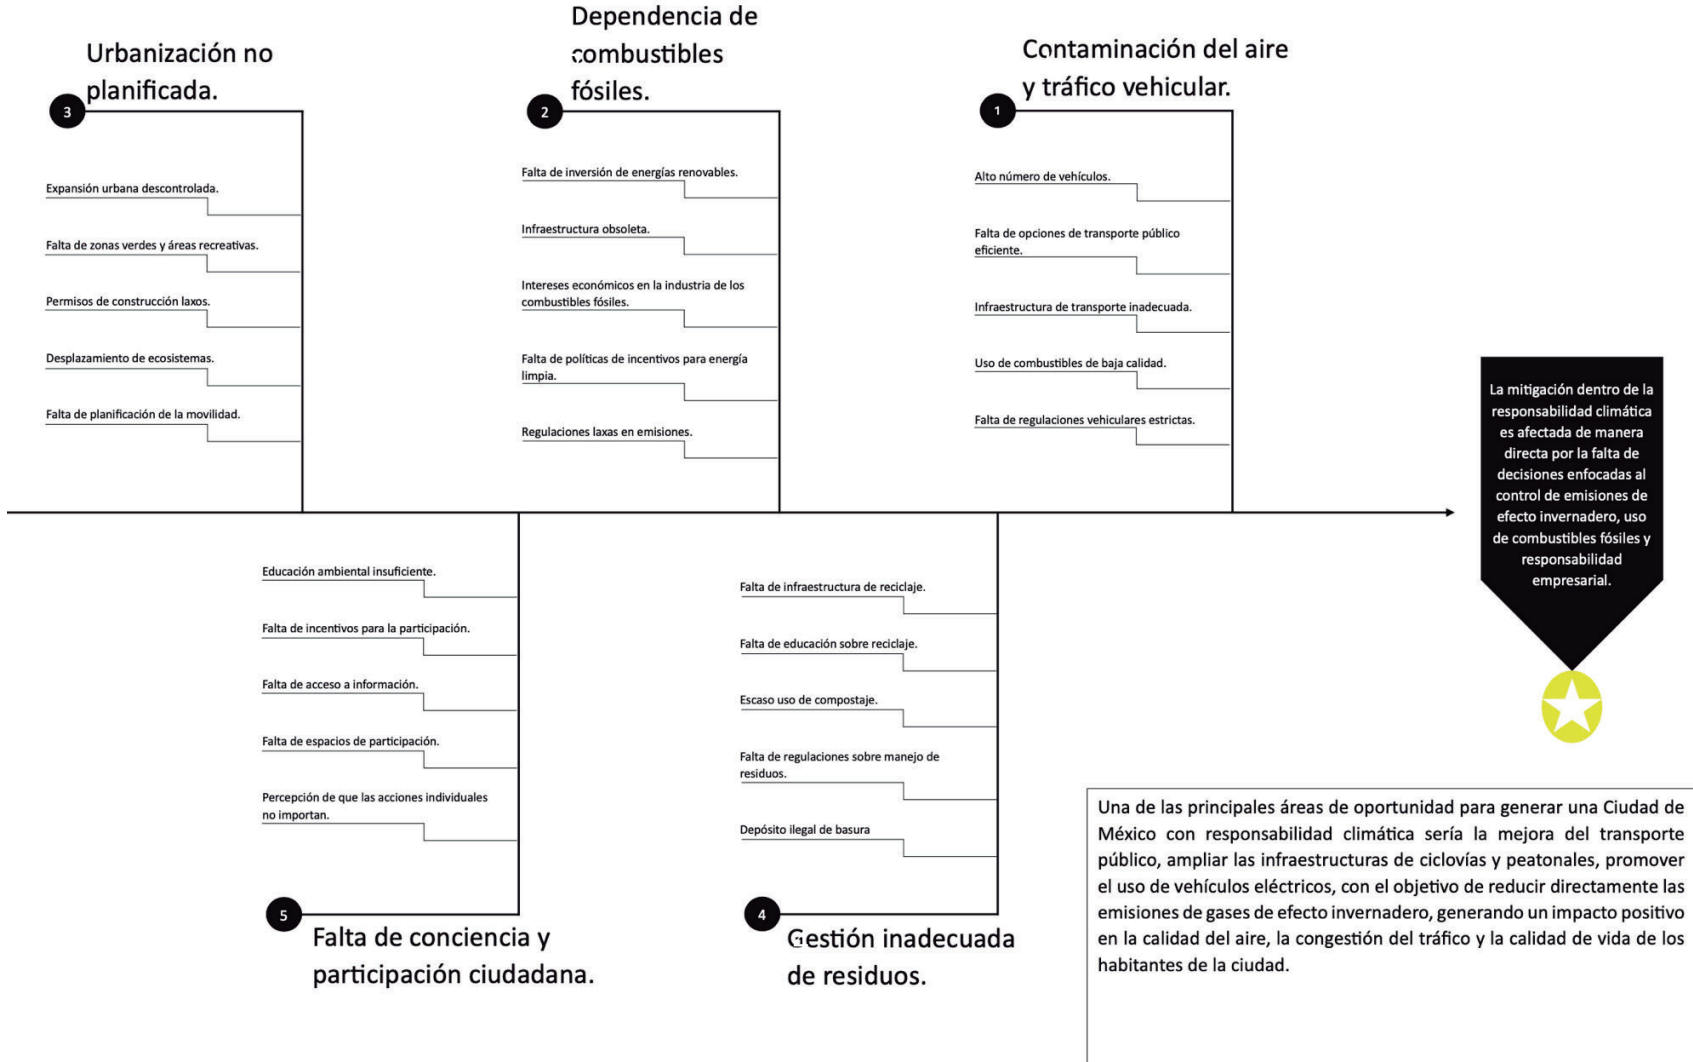 Urbanización no
planificada.
3
Expansión urbana descontrolada.
Falta de zonas verdes y áreas recreativas.
Permisos de construcción laxos.
Desplazamiento de ecosistemas.
Falta de planificación de la movilidad.
Dependencia de
combustibles
fósiles.
2
Falta de inversión de energías renovables.
Infraestructura obsoleta.
Intereses económicos en la industria de los
combustibles fósiles.
Falta de políticas de incentivos para energía
limpia.
Regulaciones laxas en emisiones.
Contaminación del aire
y tráfico vehicular.
1
Alto número de vehículos.
Falta de opciones de transporte público
eficiente.
Infraestructura de transporte inadecuada.
Uso de combustibles de baja calidad.
Falta de regulaciones vehiculares estrictas.
La mitigación dentro de la
responsabilidad climática
es afectada de manera
directa por la falta de
decisiones enfocadas al
control de emisiones de
efecto invernadero, uso
de combustibles fósiles y
responsabilidad
empresarial.
Educación ambiental insuficiente.
Falta de incentivos para la participación.
Falta de acceso a información.
Falta de espacios de participación.
Percepción de que las acciones individuales
no importan.
5
Falta de conciencia y
participación ciudadana.
Falta de infraestructura de reciclaje.
Falta de educación sobre reciclaje.
Escaso uso de compostaje.
Falta de regulaciones sobre manejo de
residuos.
Depósito ilegal de basura
4
Gestión inadecuada
de residuos.
Una de las principales áreas de oportunidad para generar una Ciudad de
México con responsabilidad climática sería la mejora del transporte
público, ampliar las infraestructuras de ciclovías y peatonales, promover
el uso de vehículos eléctricos, con el objetivo de reducir directamente las
emisiones de gases de efecto invernadero, generando un impacto positivo
en la calidad del aire, la congestión del tráfico y la calidad de vida de los
habitantes de la ciudad.